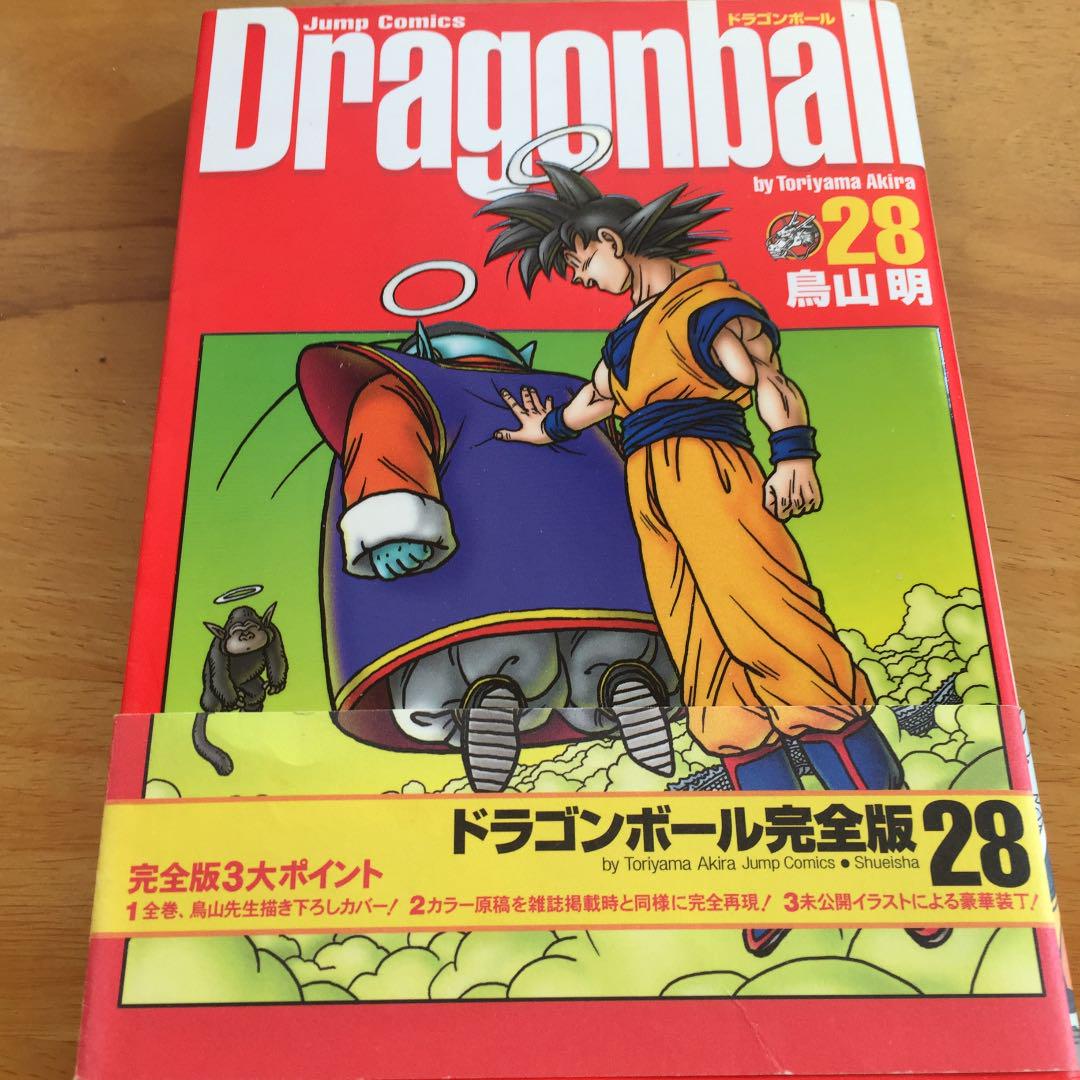 Jump Comics
ドラゴンボール
Dragonball
by Toriyama Akira
28
鳥山明
ドラゴンボール完全版 28
by Toriyama Akira Jump Comics ● Shueisha
完全版3大ポイント
1全巻、鳥山先生描き下ろしカバー! 2カラー原稿を雑誌掲載時と同様に完全再現! 3未公開イラストによる豪華装丁!